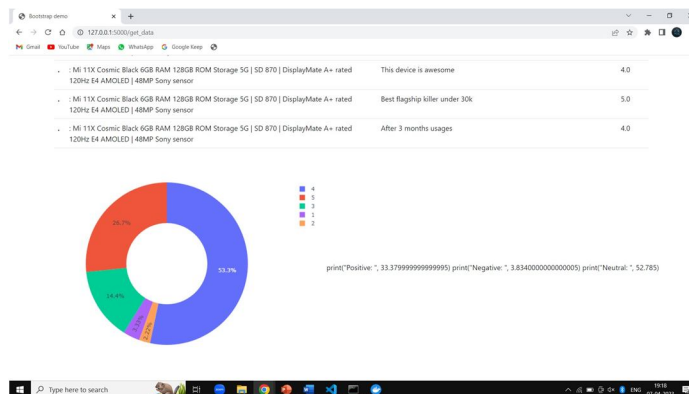 Bootstrap demo
127.0.0.1:5000/get_data
Gmail YouTube Maps WhatsApp Google Keep
: Mi 11X Cosmic Black 6GB RAM 128GB ROM Storage 5G | SD 870 | DisplayMate A+ rated This device is awesome 4.0
120Hz E4 AMOLED | 48MP Sony sensor
: Mi 11X Cosmic Black 6GB RAM 128GB ROM Storage 5G | SD 870 | DisplayMate A+ rated Best flagship killer under 30k 5.0
120Hz E4 AMOLED | 48MP Sony sensor
: Mi 11X Cosmic Black 6GB RAM 128GB ROM Storage 5G | SD 870 | DisplayMate A+ rated After 3 months usages 4.0
120Hz E4 AMOLED | 48MP Sony sensor
4
5
3
1
2
26.7%
53.3%
14.4%
2.22%
print("Positive: ", 33.379999999999995) print("Negative: ", 3.8340000000000005) print("Neutral: ", 52.785)
Type here to search
ENG
19:18